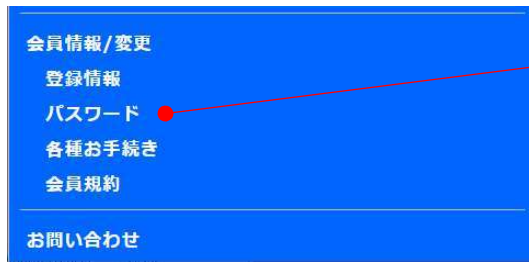 会員情報/変更
登録情報
パスワード
各種お手続き
会員規約
お問い合わせ